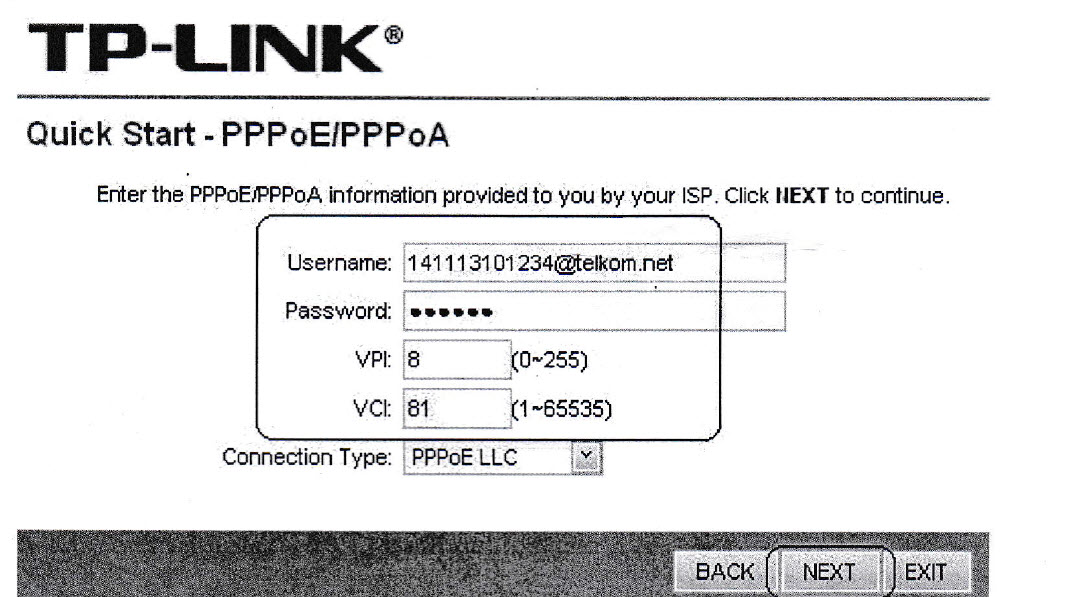 TP-LINK®
Quick Start - PPPoE/PPPoA
Enter the PPPoE/PPPoA information provided to you by your ISP. Click NEXT to continue.
Username: 141113101234@telkom.net
Password: ••••••
VPI: 8 (0~255)
VCI: 81 (1~65535)
Connection Type: PPPoE LLC
BACK NEXT EXIT